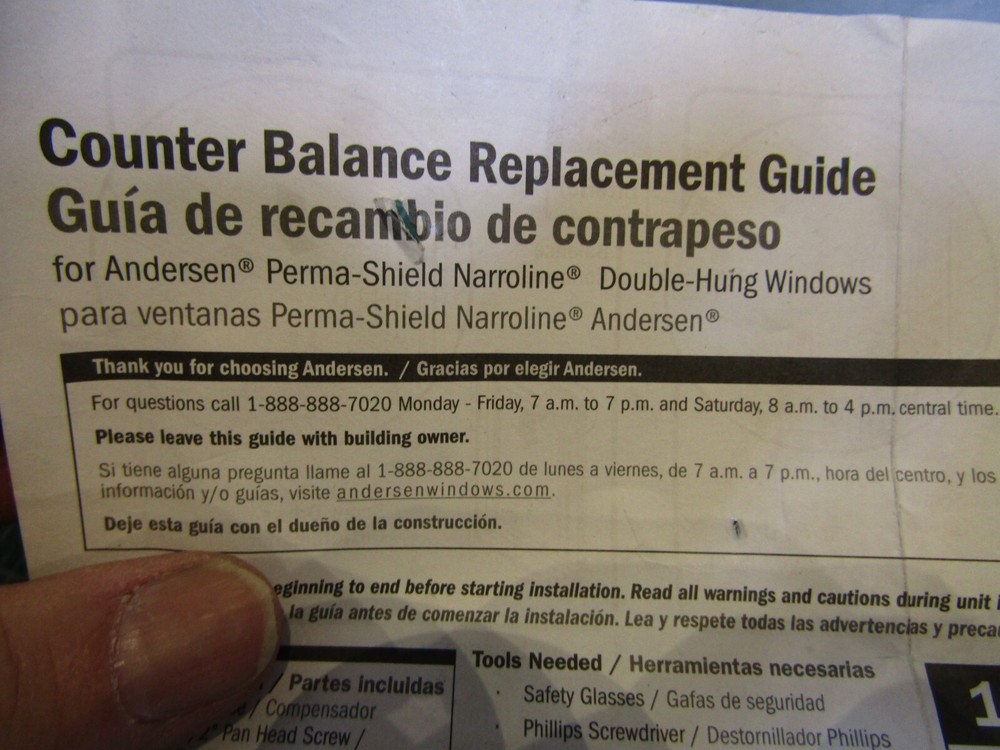 Counter Balance Replacement Guide
Guía de recambio de contrapeso
for Andersen® Perma-Shield Narroline® Double-Hung Windows
para ventanas Perma-Shield Narroline® Andersen®
Thank you for choosing Andersen. / Gracias por elegir Andersen.
For questions call 1-888-888-7020 Monday - Friday, 7 a.m. to 7 p.m. and Saturday, 8 a.m. to 4 p.m. central time.
Please leave this guide with building owner.
Si tiene alguna pregunta llame al 1-888-888-7020 de lunes a viernes, de 7 a.m. a 7 p.m., hora del centro, y los
información y/o guías, visite andersenwindows.com.
Deje esta guía con el dueño de la construcción.
eginning to end before starting installation. Read all warnings and cautions during unit
la guía antes de comenzar la instalación. Lea y respete todas las advertencias y preca
/ Partes incluidas
/ Compensador
Pan Head Screw /
Tools Needed / Herramientas necesarias
· Safety Glasses / Gafas de seguridad
· Phillips Screwdriver / Destornillador Phillips
1